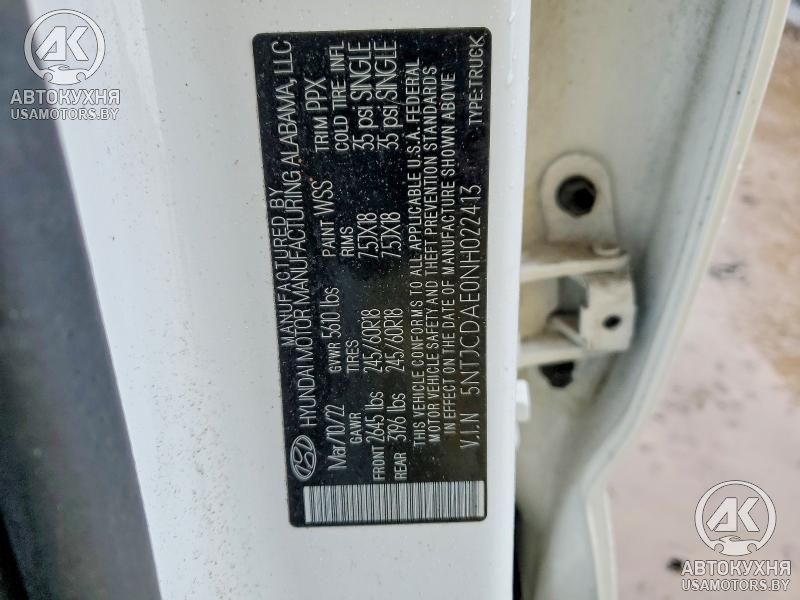 AK
АВТОКУХНЯ
USAMOTORS.BY
MANUFACTURED BY
HYUNDAI MOTOR MANUFACTURING ALABAMA, LLC
Mar/10/22 GVWR 5610 lbs PAINT WSS TRIM PPX
GAWR TIRES RIMS COLD TIRE INFL
FRONT 2645 lbs 245/60R18 7.5JX18 35 psi SINGLE
REAR 3196 lbs 245/60R18 7.5JX18 35 psi SINGLE
THIS VEHICLE CONFORMS TO ALL APPLICABLE U.S.A. FEDERAL
MOTOR VEHICLE SAFETY AND THEFT PREVENTION STANDARDS
IN EFFECT ON THE DATE OF MANUFACTURE SHOWN ABOVE
V.I.N 5NTJCDAE0NH022413 TYPE:TRUCK
AK
АВТОКУХНЯ
USAMOTORS.BY